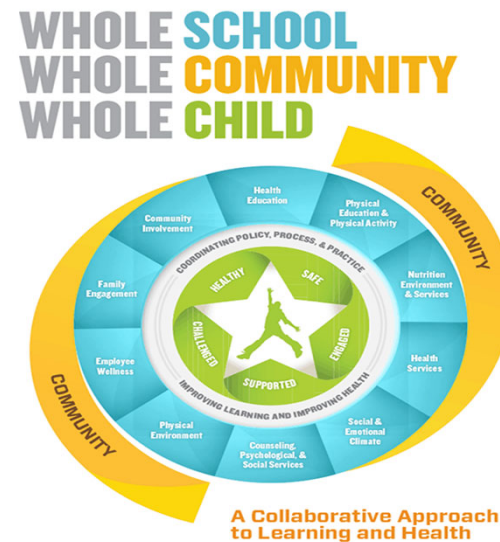 WHOLE SCHOOL
WHOLE COMMUNITY
WHOLE CHILD
COMMUNITY
Health
Education
Physical
Education &
Physical Activity
Nutrition
Environment
& Services
Health
Services
Social &
Emotional
Climate
Counseling,
Psychological, &
Social Services
Physical
Environment
Employee
Wellness
Family
Engagement
Community
Involvement
COORDINATING POLICY, PROCESS, & PRACTICE
IMPROVING LEARNING AND IMPROVING HEALTH
HEALTHY
SAFE
ENGAGED
SUPPORTED
CHALLENGED
COMMUNITY
A Collaborative Approach
to Learning and Health